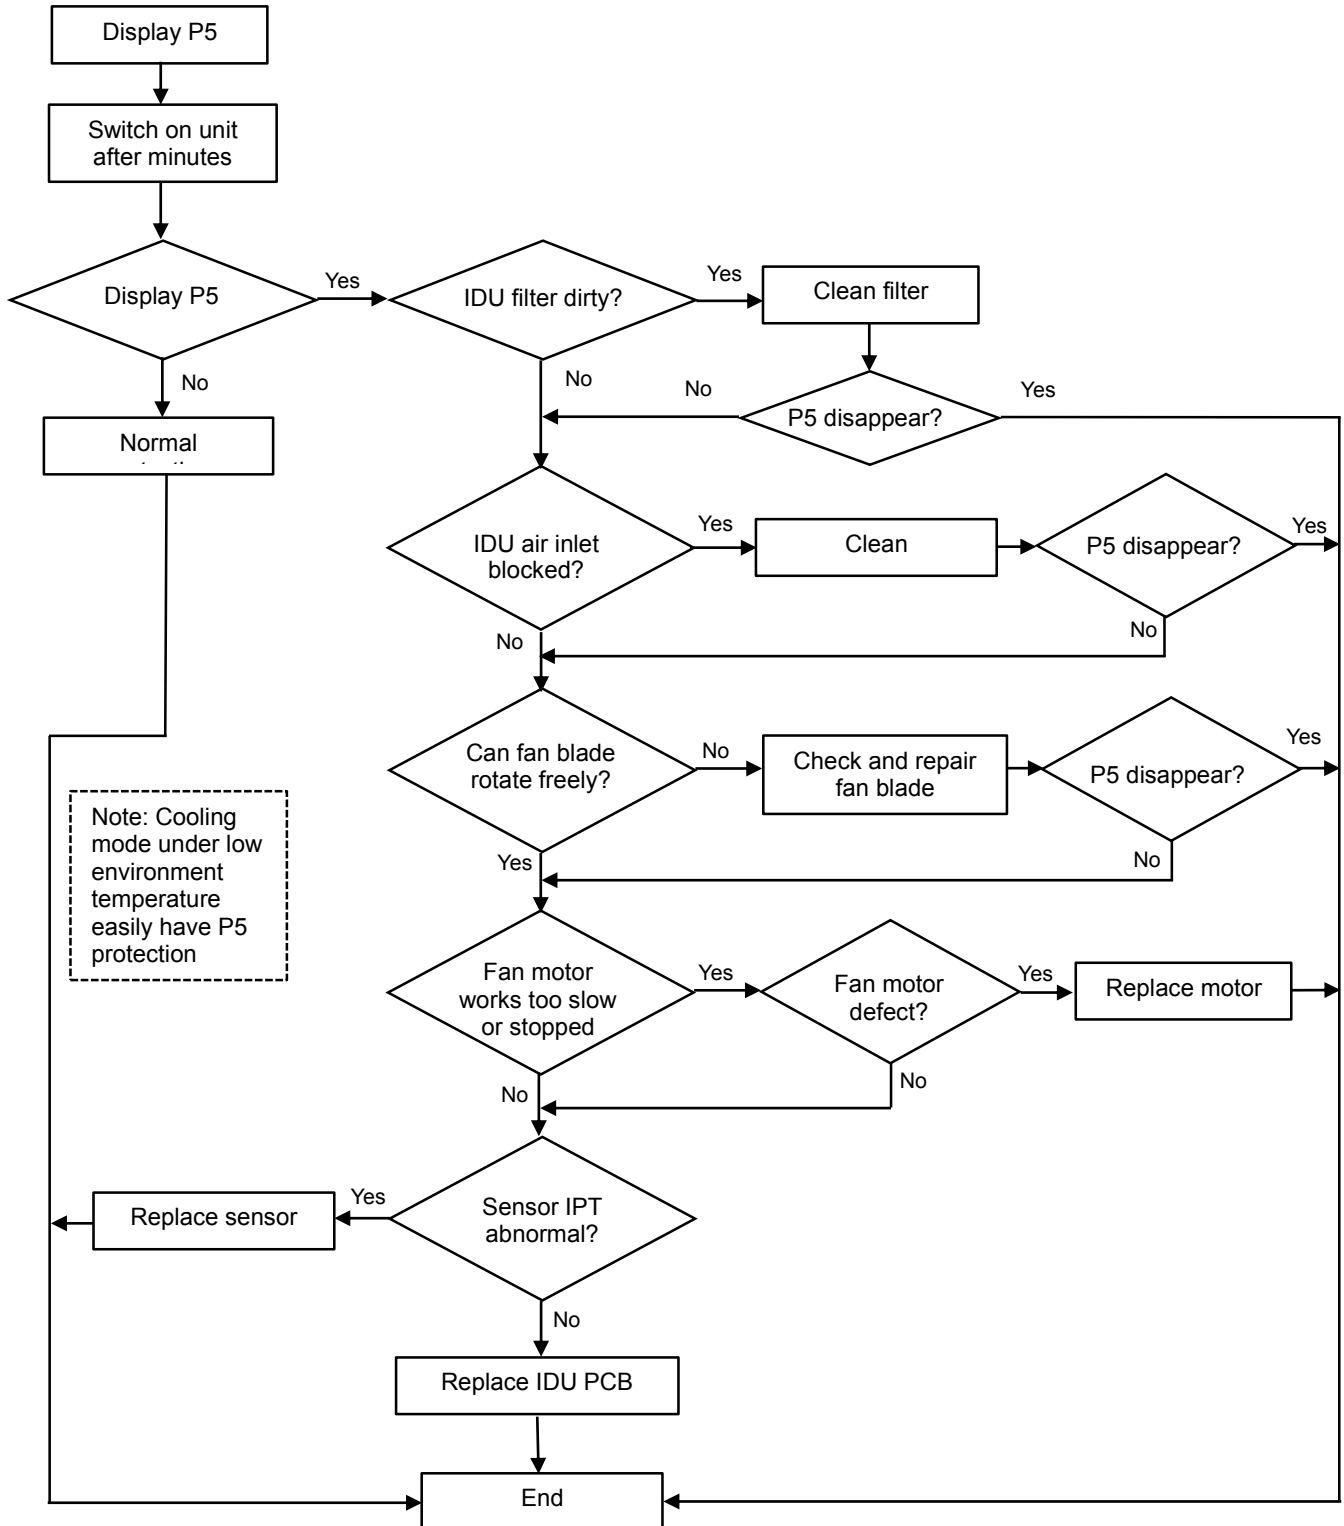 Display P5
Switch on unit
after minutes
Display P5
Yes
IDU filter dirty?
Yes
Clean filter
No
Normal
No
No
P5 disappear?
Yes
IDU air inlet
blocked?
Yes
Clean
P5 disappear?
Yes
No
No
Can fan blade
rotate freely?
No
Check and repair
fan blade
P5 disappear?
Yes
Yes
No
Note: Cooling
mode under low
environment
temperature
easily have P5
protection
Fan motor
works too slow
or stopped
Yes
Fan motor
defect?
Yes
Replace motor
No
No
Sensor IPT
abnormal?
Yes
Replace sensor
No
Replace IDU PCB
End